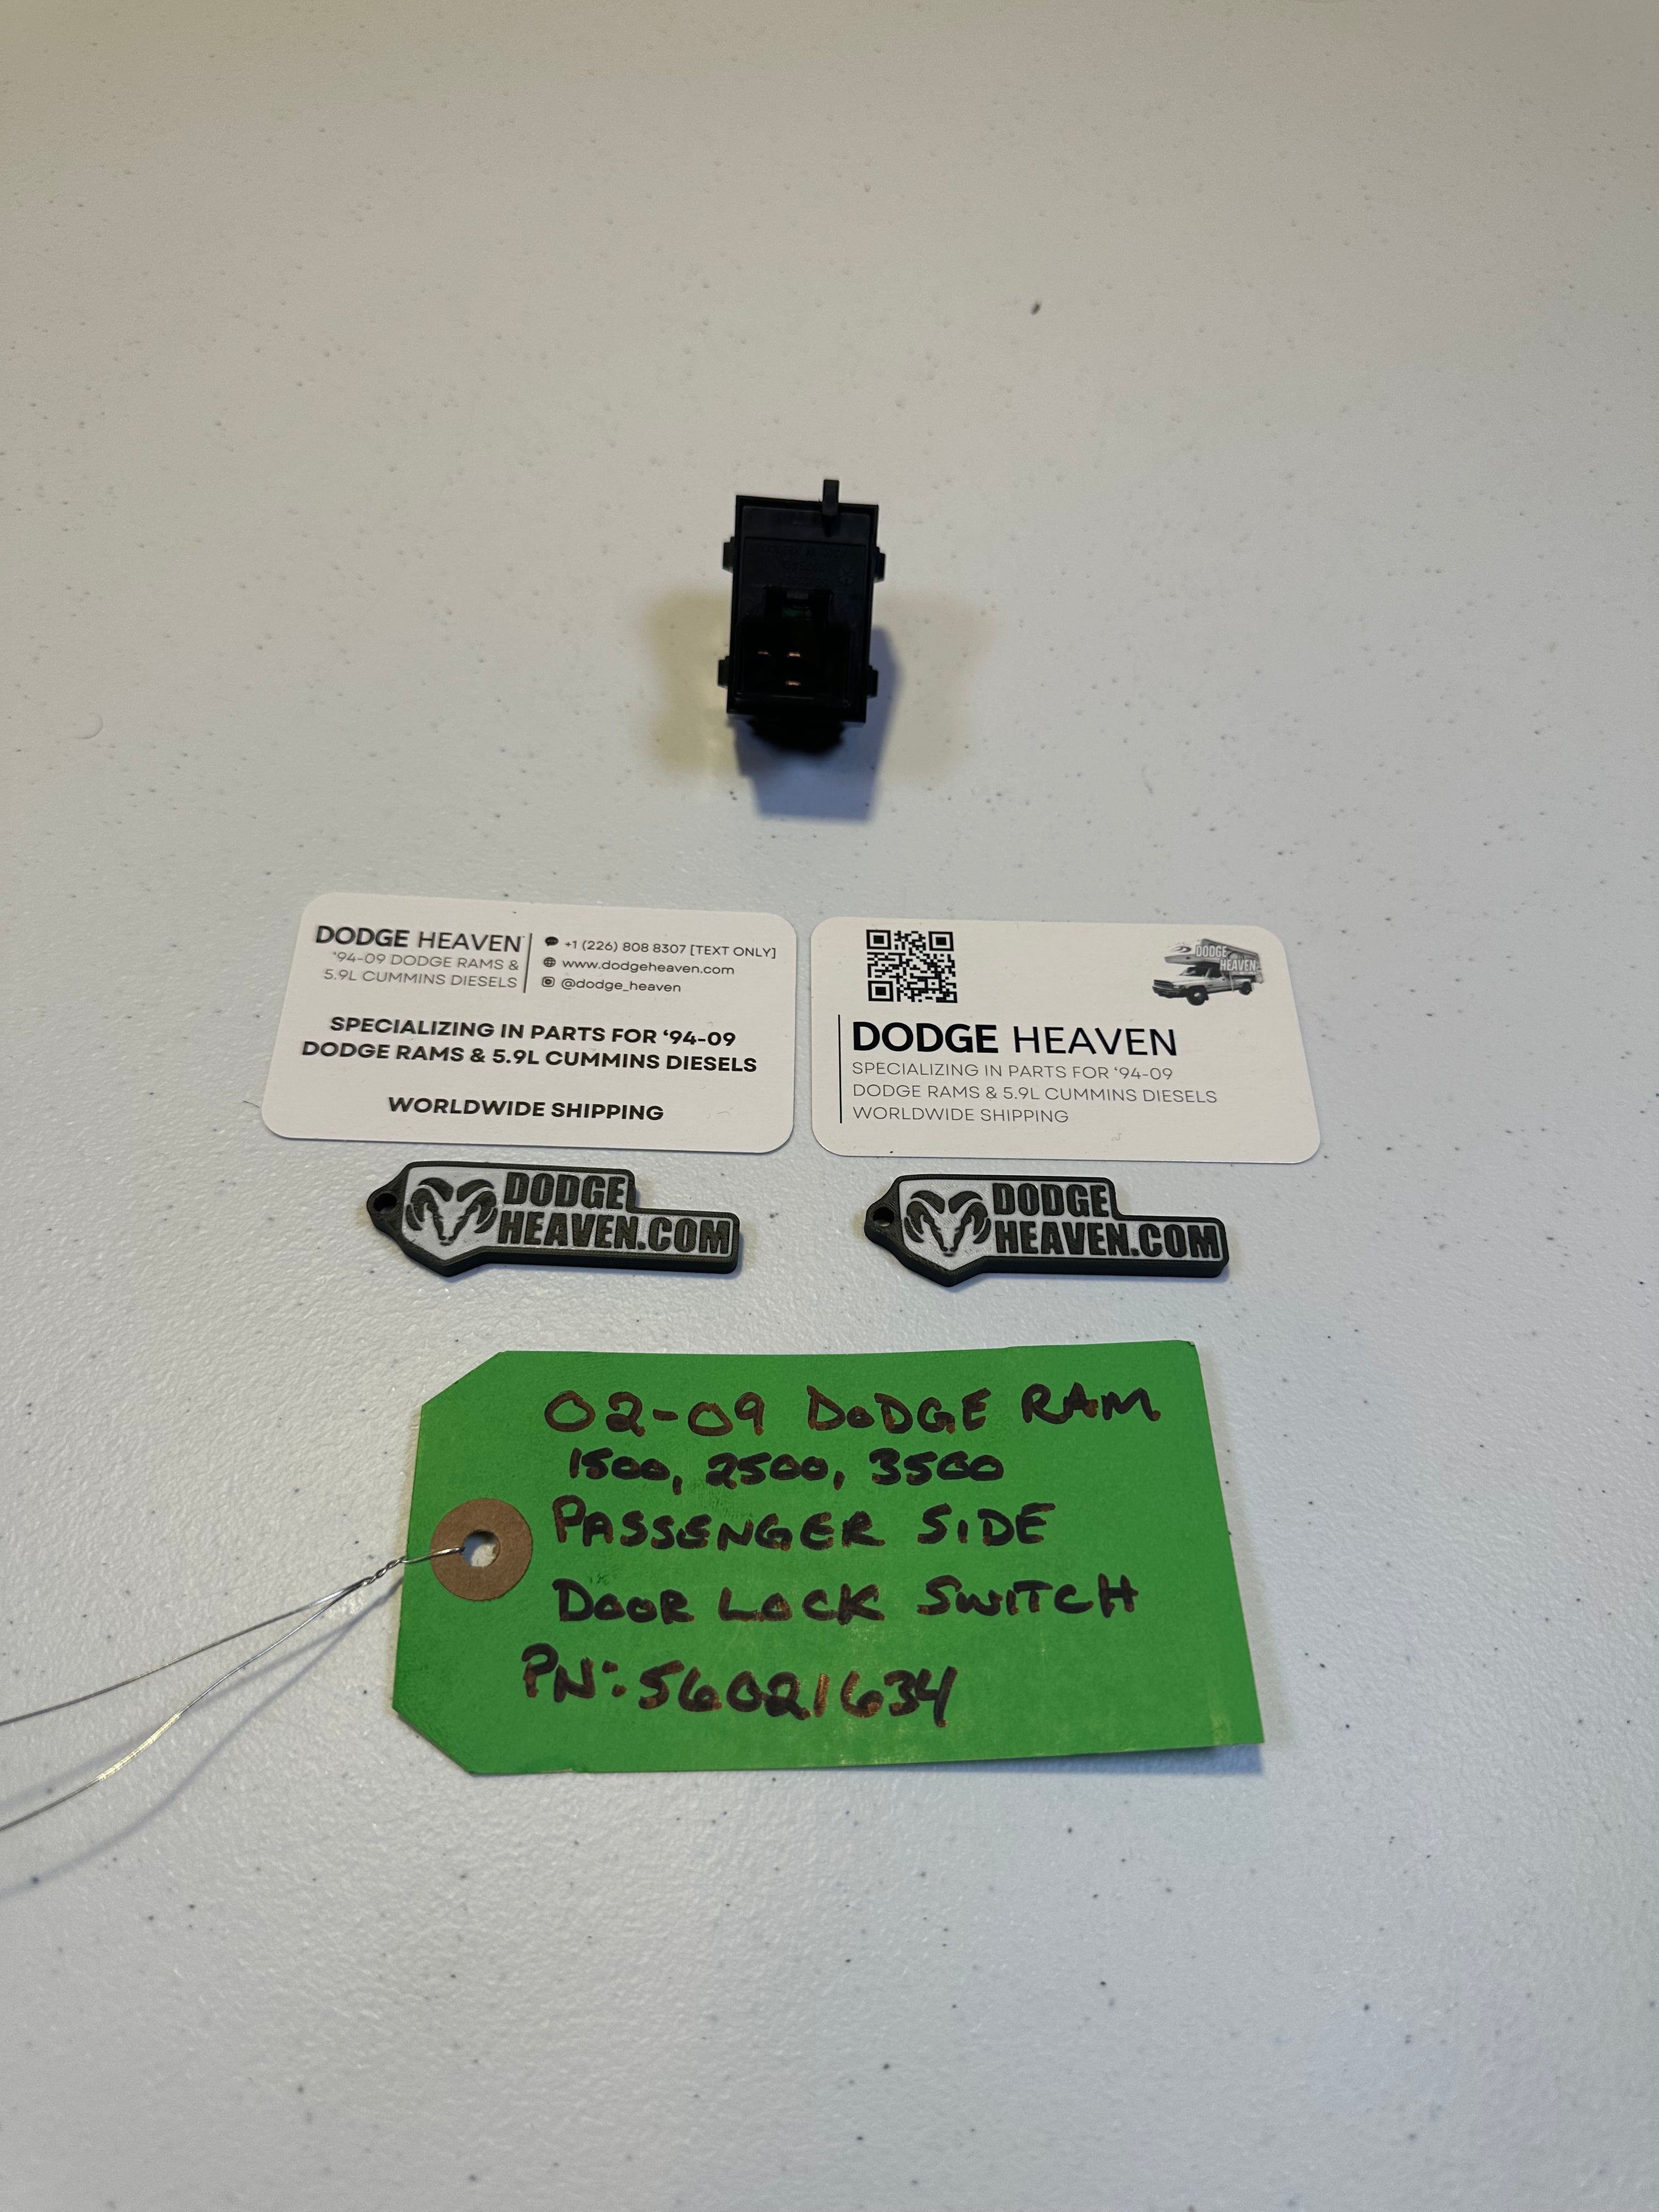 DODGE HEAVEN
'94-09 DODGE RAMS &
5.9L CUMMINS DIESELS
+1 (226) 808 8307 [TEXT ONLY]
www.dodgeheaven.com
@dodge_heaven
SPECIALIZING IN PARTS FOR '94-09
DODGE RAMS & 5.9L CUMMINS DIESELS
WORLDWIDE SHIPPING
DODGE
HEAVEN
DODGE HEAVEN
SPECIALIZING IN PARTS FOR '94-09
DODGE RAMS & 5.9L CUMMINS DIESELS
WORLDWIDE SHIPPING
DODGE
HEAVEN.COM
DODGE
HEAVEN.COM
02-09 DODGE RAM
1500, 2500, 3500
PASSENGER SIDE
DOOR LOCK SWITCH
PN: 56021634